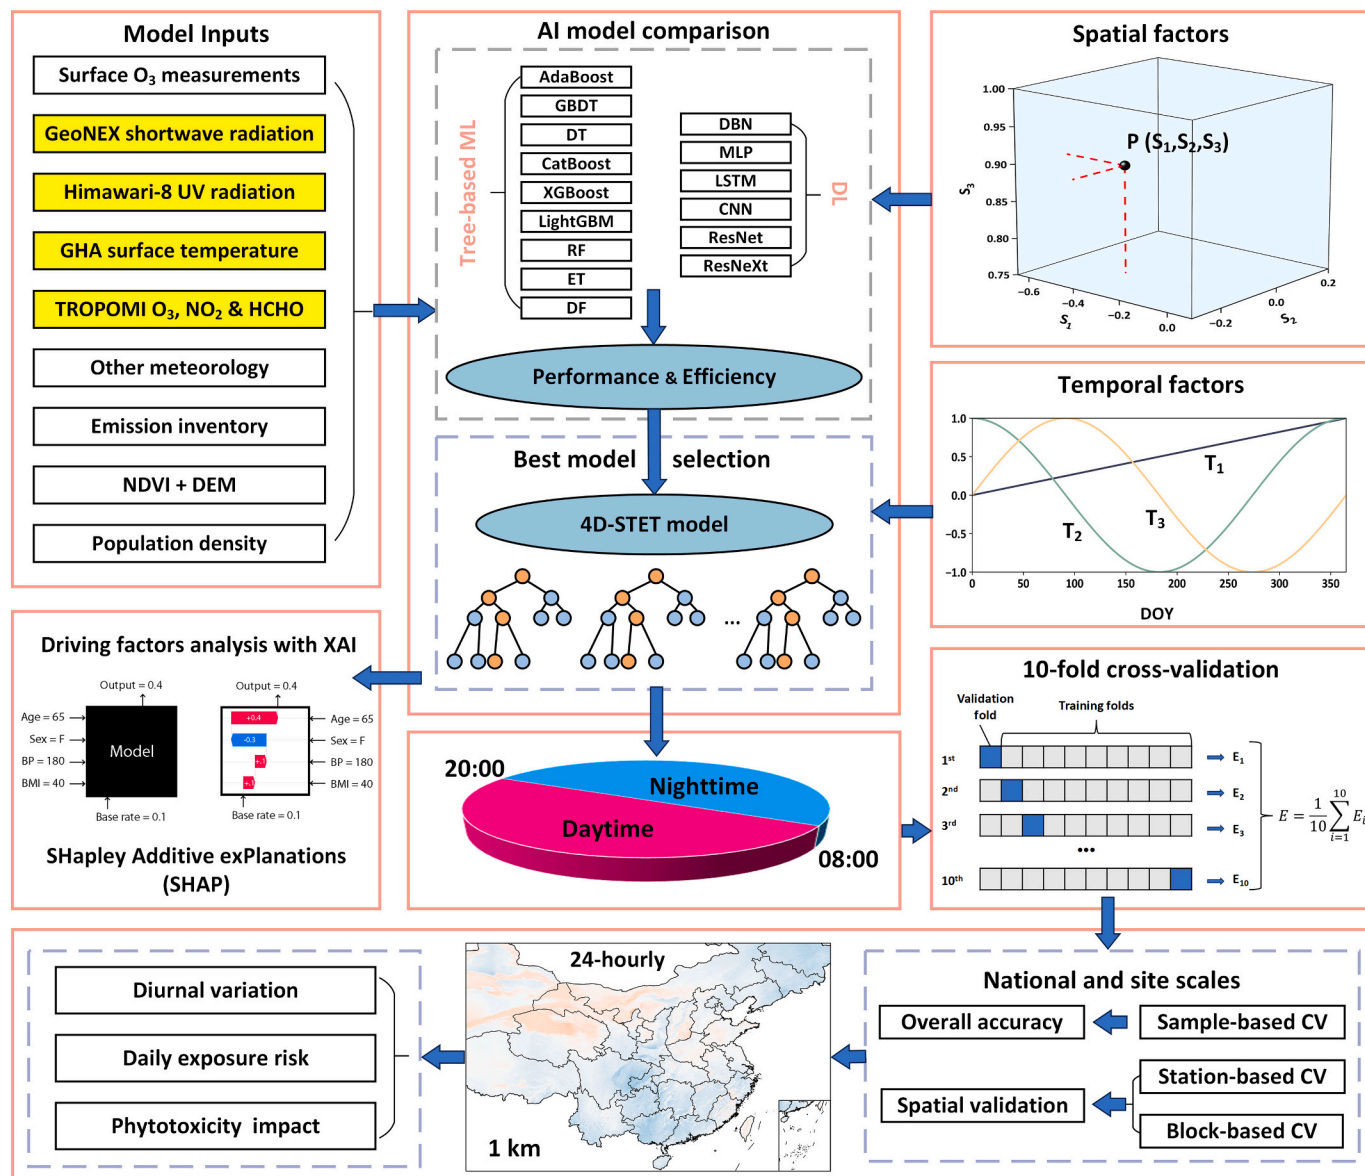 Model Inputs
Surface O₃ measurements
GeoNEX shortwave radiation
Himawari-8 UV radiation
GHA surface temperature
TROPOMI O₃, NO₂ & HCHO
Other meteorology
Emission inventory
NDVI + DEM
Population density
AI model comparison
Tree-based ML
AdaBoost
GBDT
DT
CatBoost
XGBoost
LightGBM
RF
ET
DF
DBN
MLP
LSTM
CNN
ResNet
ResNeXt
DL
Performance & Efficiency
Best model selection
4D-STET model
...
Spatial factors
1.00
0.95
0.90
0.85
0.80
0.75
S₃
P (S₁,S₂,S₃)
−0.6
−0.4
−0.2
0.0
S₁
−0.2
0.0
0.2
S₂
Temporal factors
1.0
0.5
0.0
−0.5
−1.0
T₁
T₂
T₃
0 50 100 150 200 250 300 350
DOY
Driving factors analysis with XAI
Output = 0.4
Age = 65
Sex = F
BP = 180
BMI = 40
Model
Base rate = 0.1
Output = 0.4
+0.4
-0.3
+.1
+.1
Age = 65
Sex = F
BP = 180
BMI = 40
Base rate = 0.1
SHapley Additive exPlanations
(SHAP)
20:00
Nighttime
Daytime
08:00
10-fold cross-validation
Validation
fold
Training folds
1ˢᵗ
E₁
2ⁿᵈ
E₂
3ʳᵈ
E₃
...
10ᵗʰ
E₁₀
E = 1/10 ∑ᵢ₌₁¹⁰ Eᵢ
Diurnal variation
Daily exposure risk
Phytotoxicity impact
24-hourly
1 km
National and site scales
Overall accuracy
Sample-based CV
Spatial validation
Station-based CV
Block-based CV